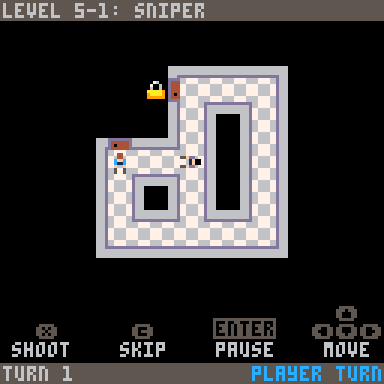 LEVEL 5-1: SNIPER
X C ENTER
SHOOT SKIP PAUSE MOVE
TURN 1 PLAYER TURN